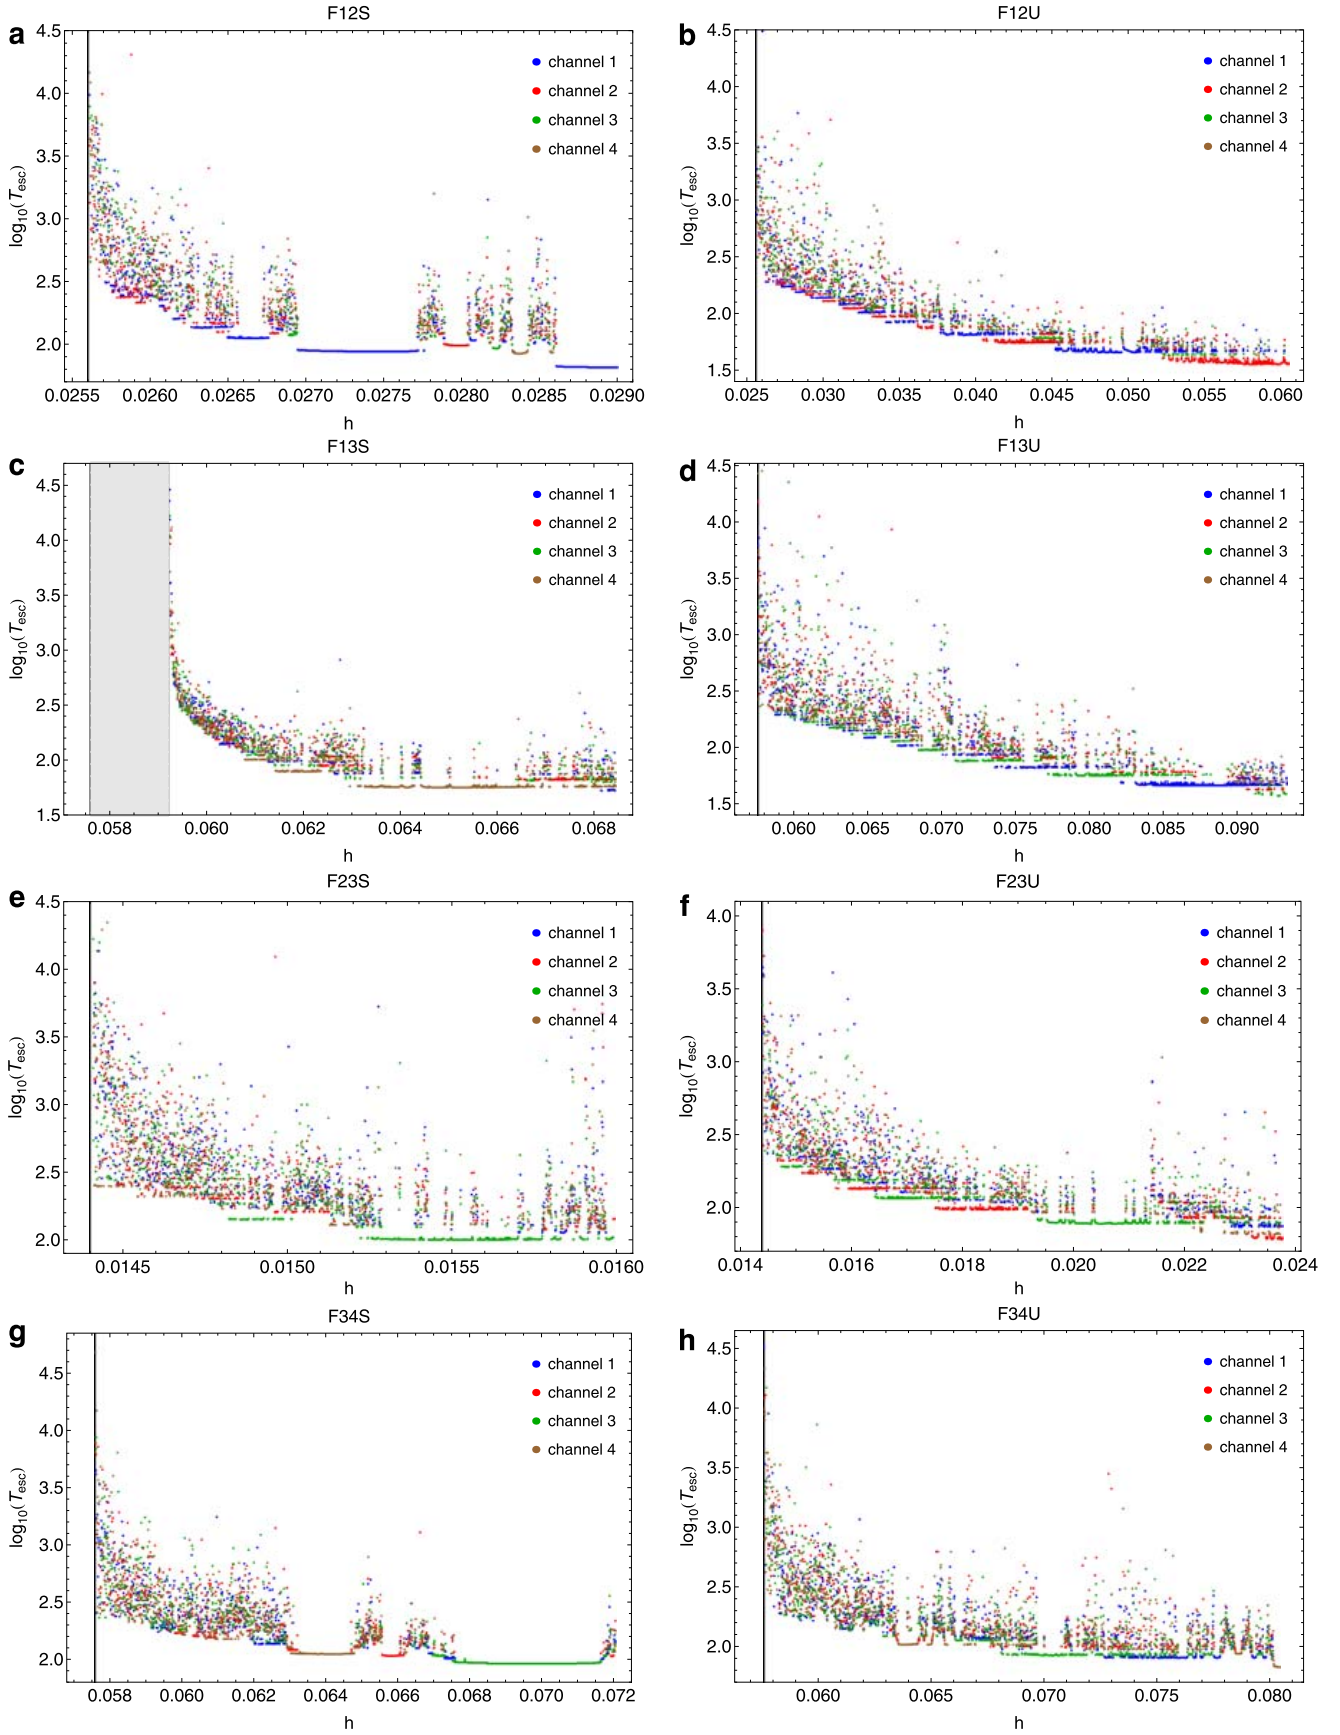 F12S
F12U
a
b
4.5
4.0
3.5
3.0
2.5
2.0
log10(Tesc)
channel 1
channel 2
channel 3
channel 4
0.0255 0.0260 0.0265 0.0270 0.0275 0.0280 0.0285 0.0290
h
4.5
4.0
3.5
3.0
2.5
2.0
1.5
log10(Tesc)
channel 1
channel 2
channel 3
channel 4
0.025 0.030 0.035 0.040 0.045 0.050 0.055 0.060
h
F13S
F13U
c
d
4.5
4.0
3.5
3.0
2.5
2.0
1.5
log10(Tesc)
channel 1
channel 2
channel 3
channel 4
0.058 0.060 0.062 0.064 0.066 0.068
h
4.5
4.0
3.5
3.0
2.5
2.0
1.5
log10(Tesc)
channel 1
channel 2
channel 3
channel 4
0.060 0.065 0.070 0.075 0.080 0.085 0.090
h
F23S
F23U
e
f
4.5
4.0
3.5
3.0
2.5
2.0
log10(Tesc)
channel 1
channel 2
channel 3
channel 4
0.0145 0.0150 0.0155 0.0160
h
4.0
3.5
3.0
2.5
2.0
log10(Tesc)
channel 1
channel 2
channel 3
channel 4
0.014 0.016 0.018 0.020 0.022 0.024
h
F34S
F34U
g
h
4.5
4.0
3.5
3.0
2.5
2.0
log10(Tesc)
channel 1
channel 2
channel 3
channel 4
0.058 0.060 0.062 0.064 0.066 0.068 0.070 0.072
h
4.5
4.0
3.5
3.0
2.5
2.0
log10(Tesc)
channel 1
channel 2
channel 3
channel 4
0.060 0.065 0.070 0.075 0.080
h